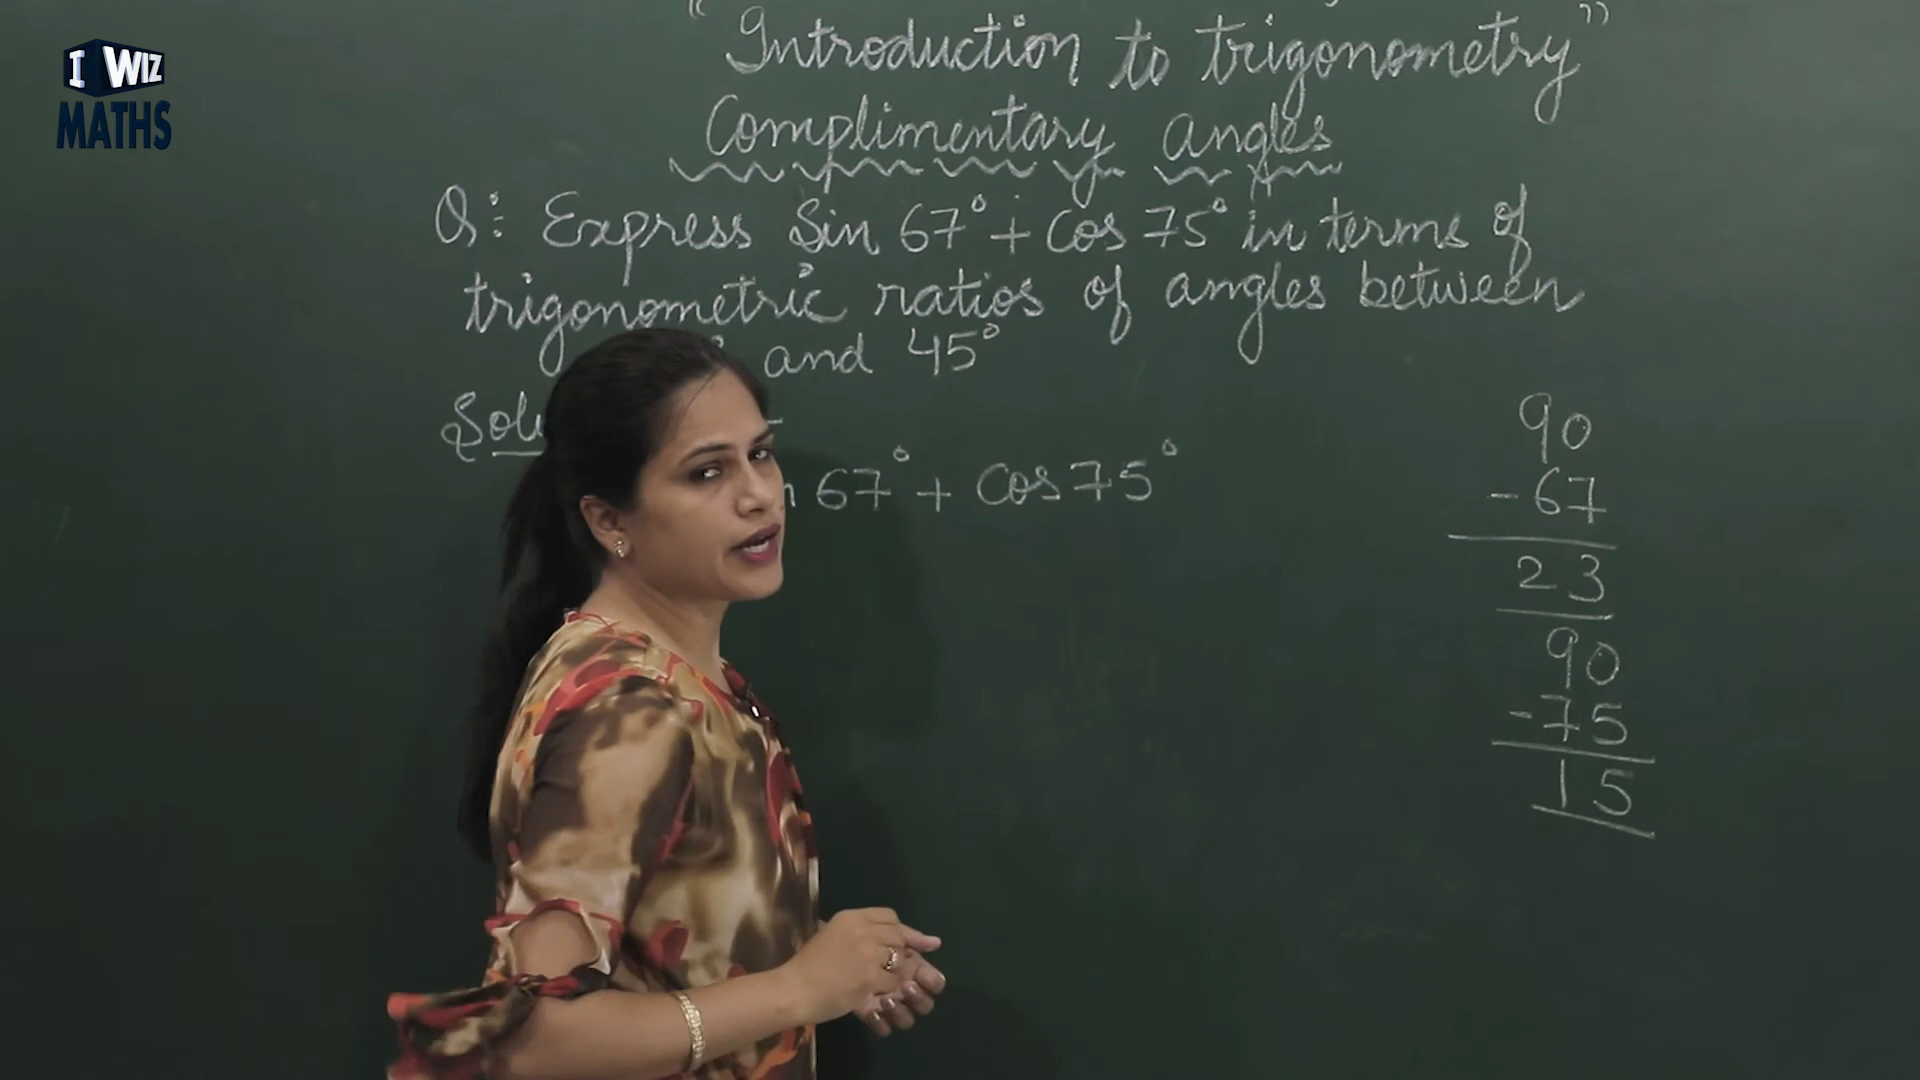 I WIZ
MATHS
"Introduction to trigonometry"
Complimentary angles
Q: Express Sin 67° + Cos 75° in terms of
trigonometric ratios of angles between
and 45°
67° + Cos 75°
90
- 67
23
90
- 75
15